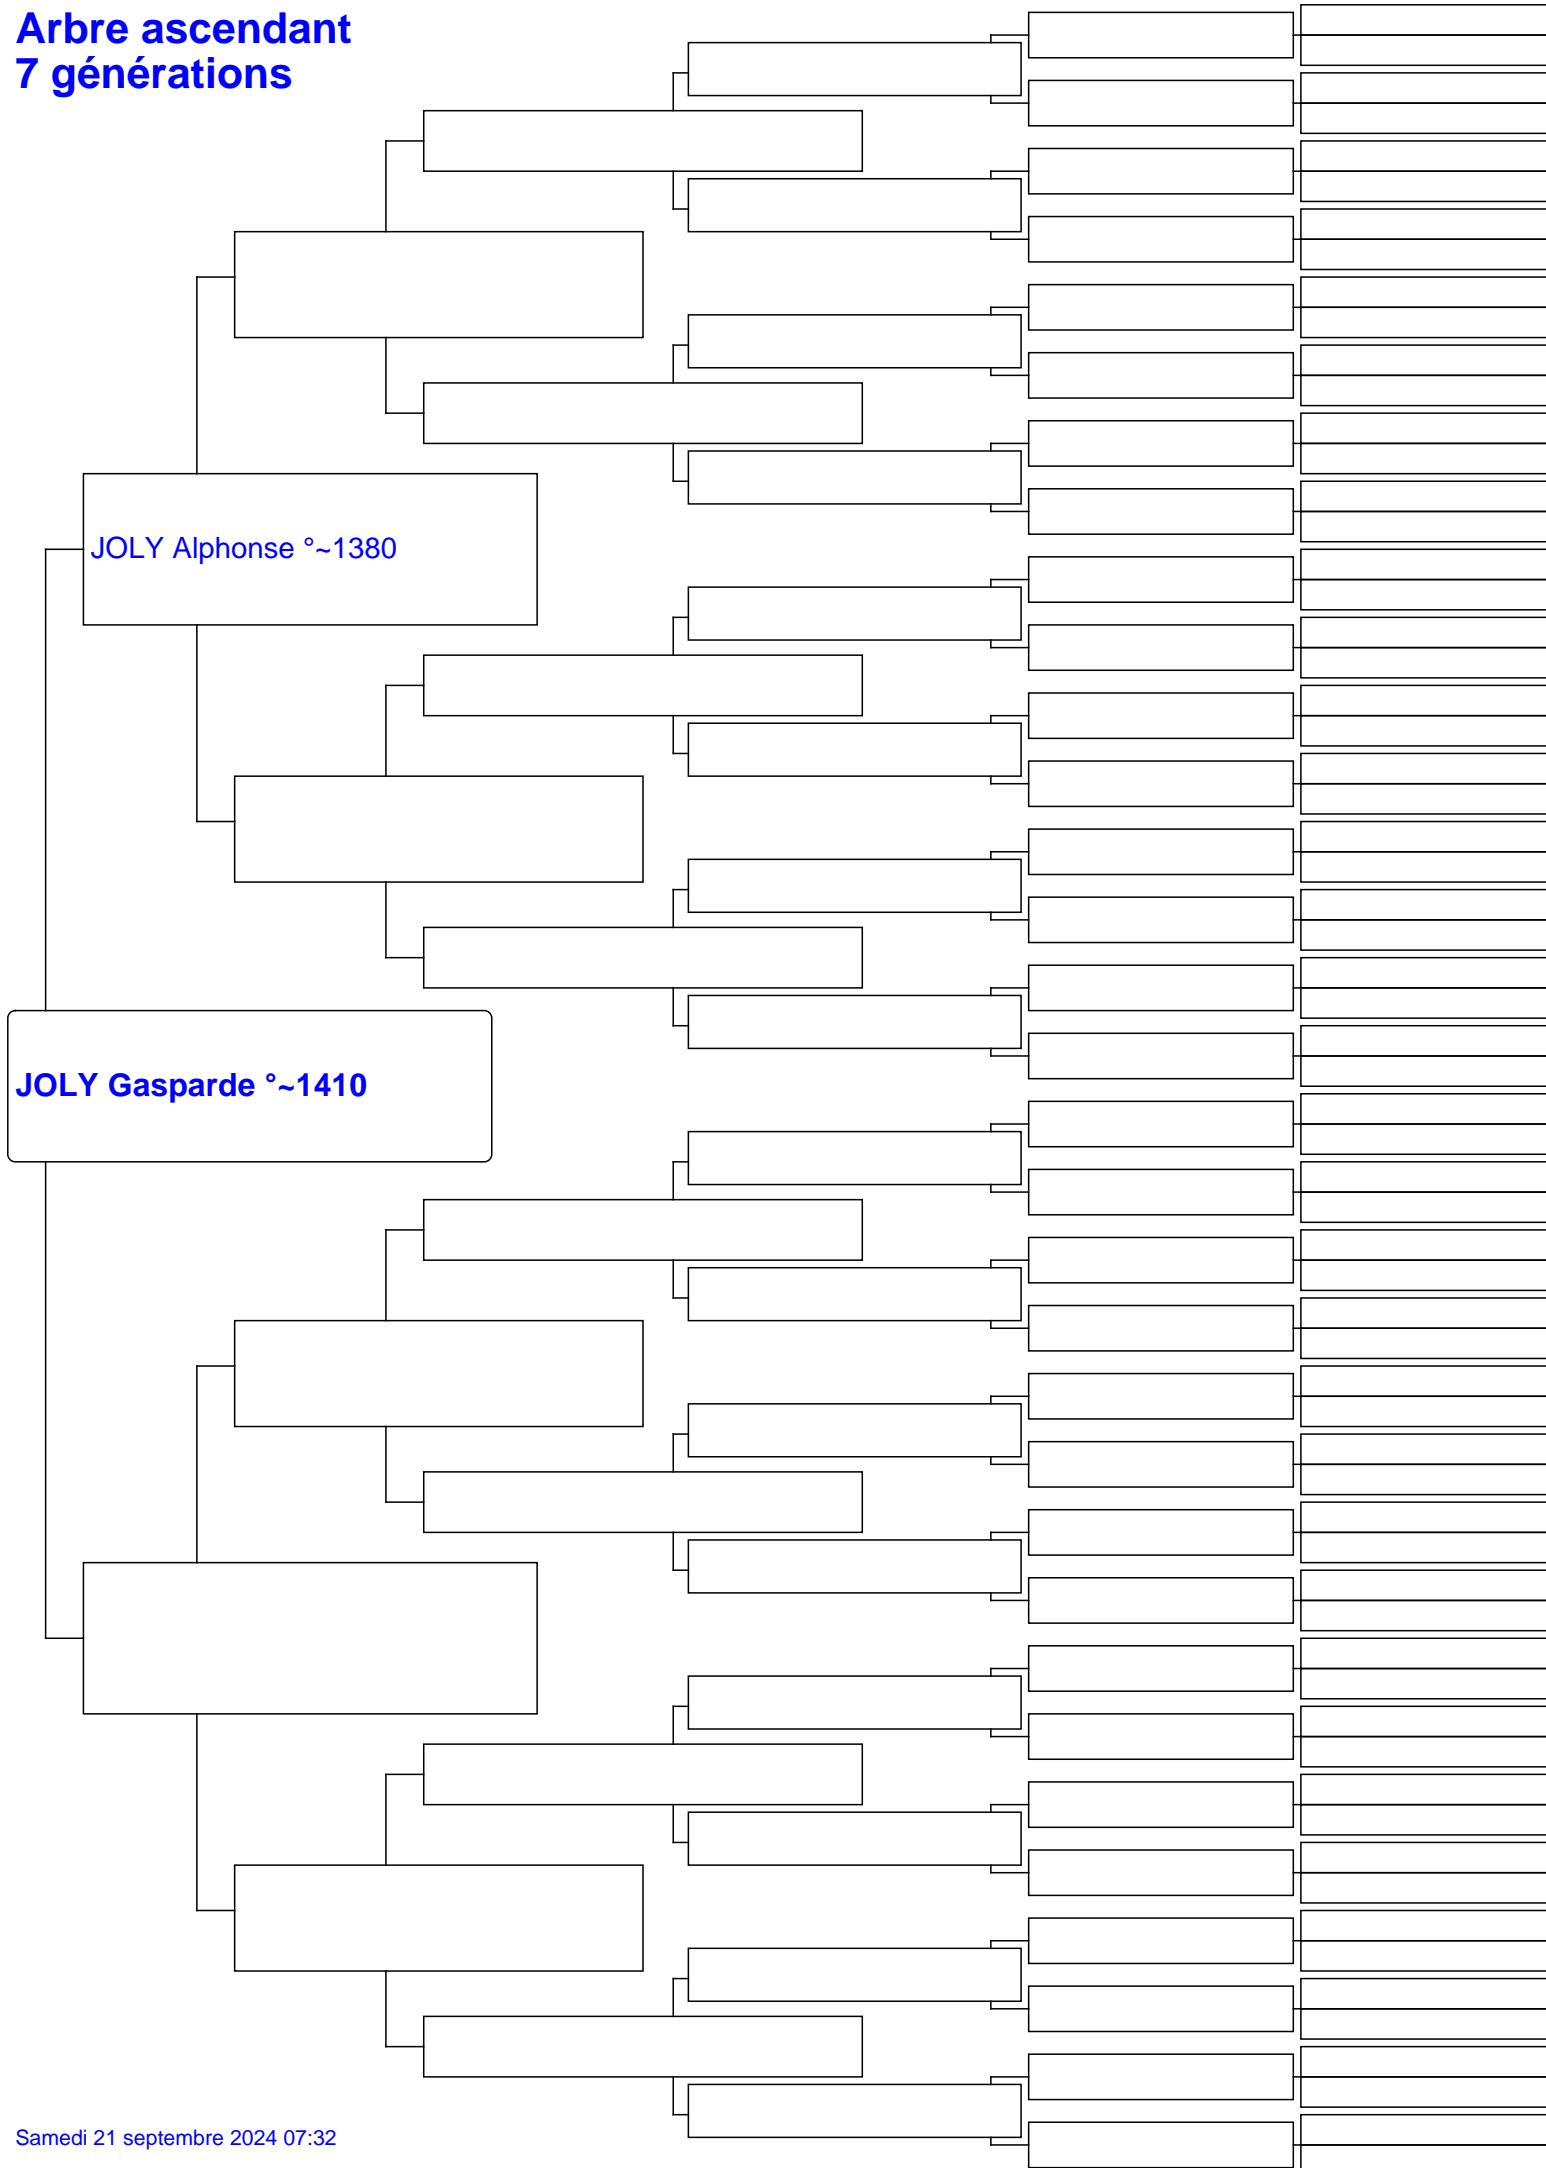 Arbre ascendant
7 générations
JOLY Alphonse °~1380
JOLY Gasparde °~1410
Samedi 21 septembre 2024 07:32